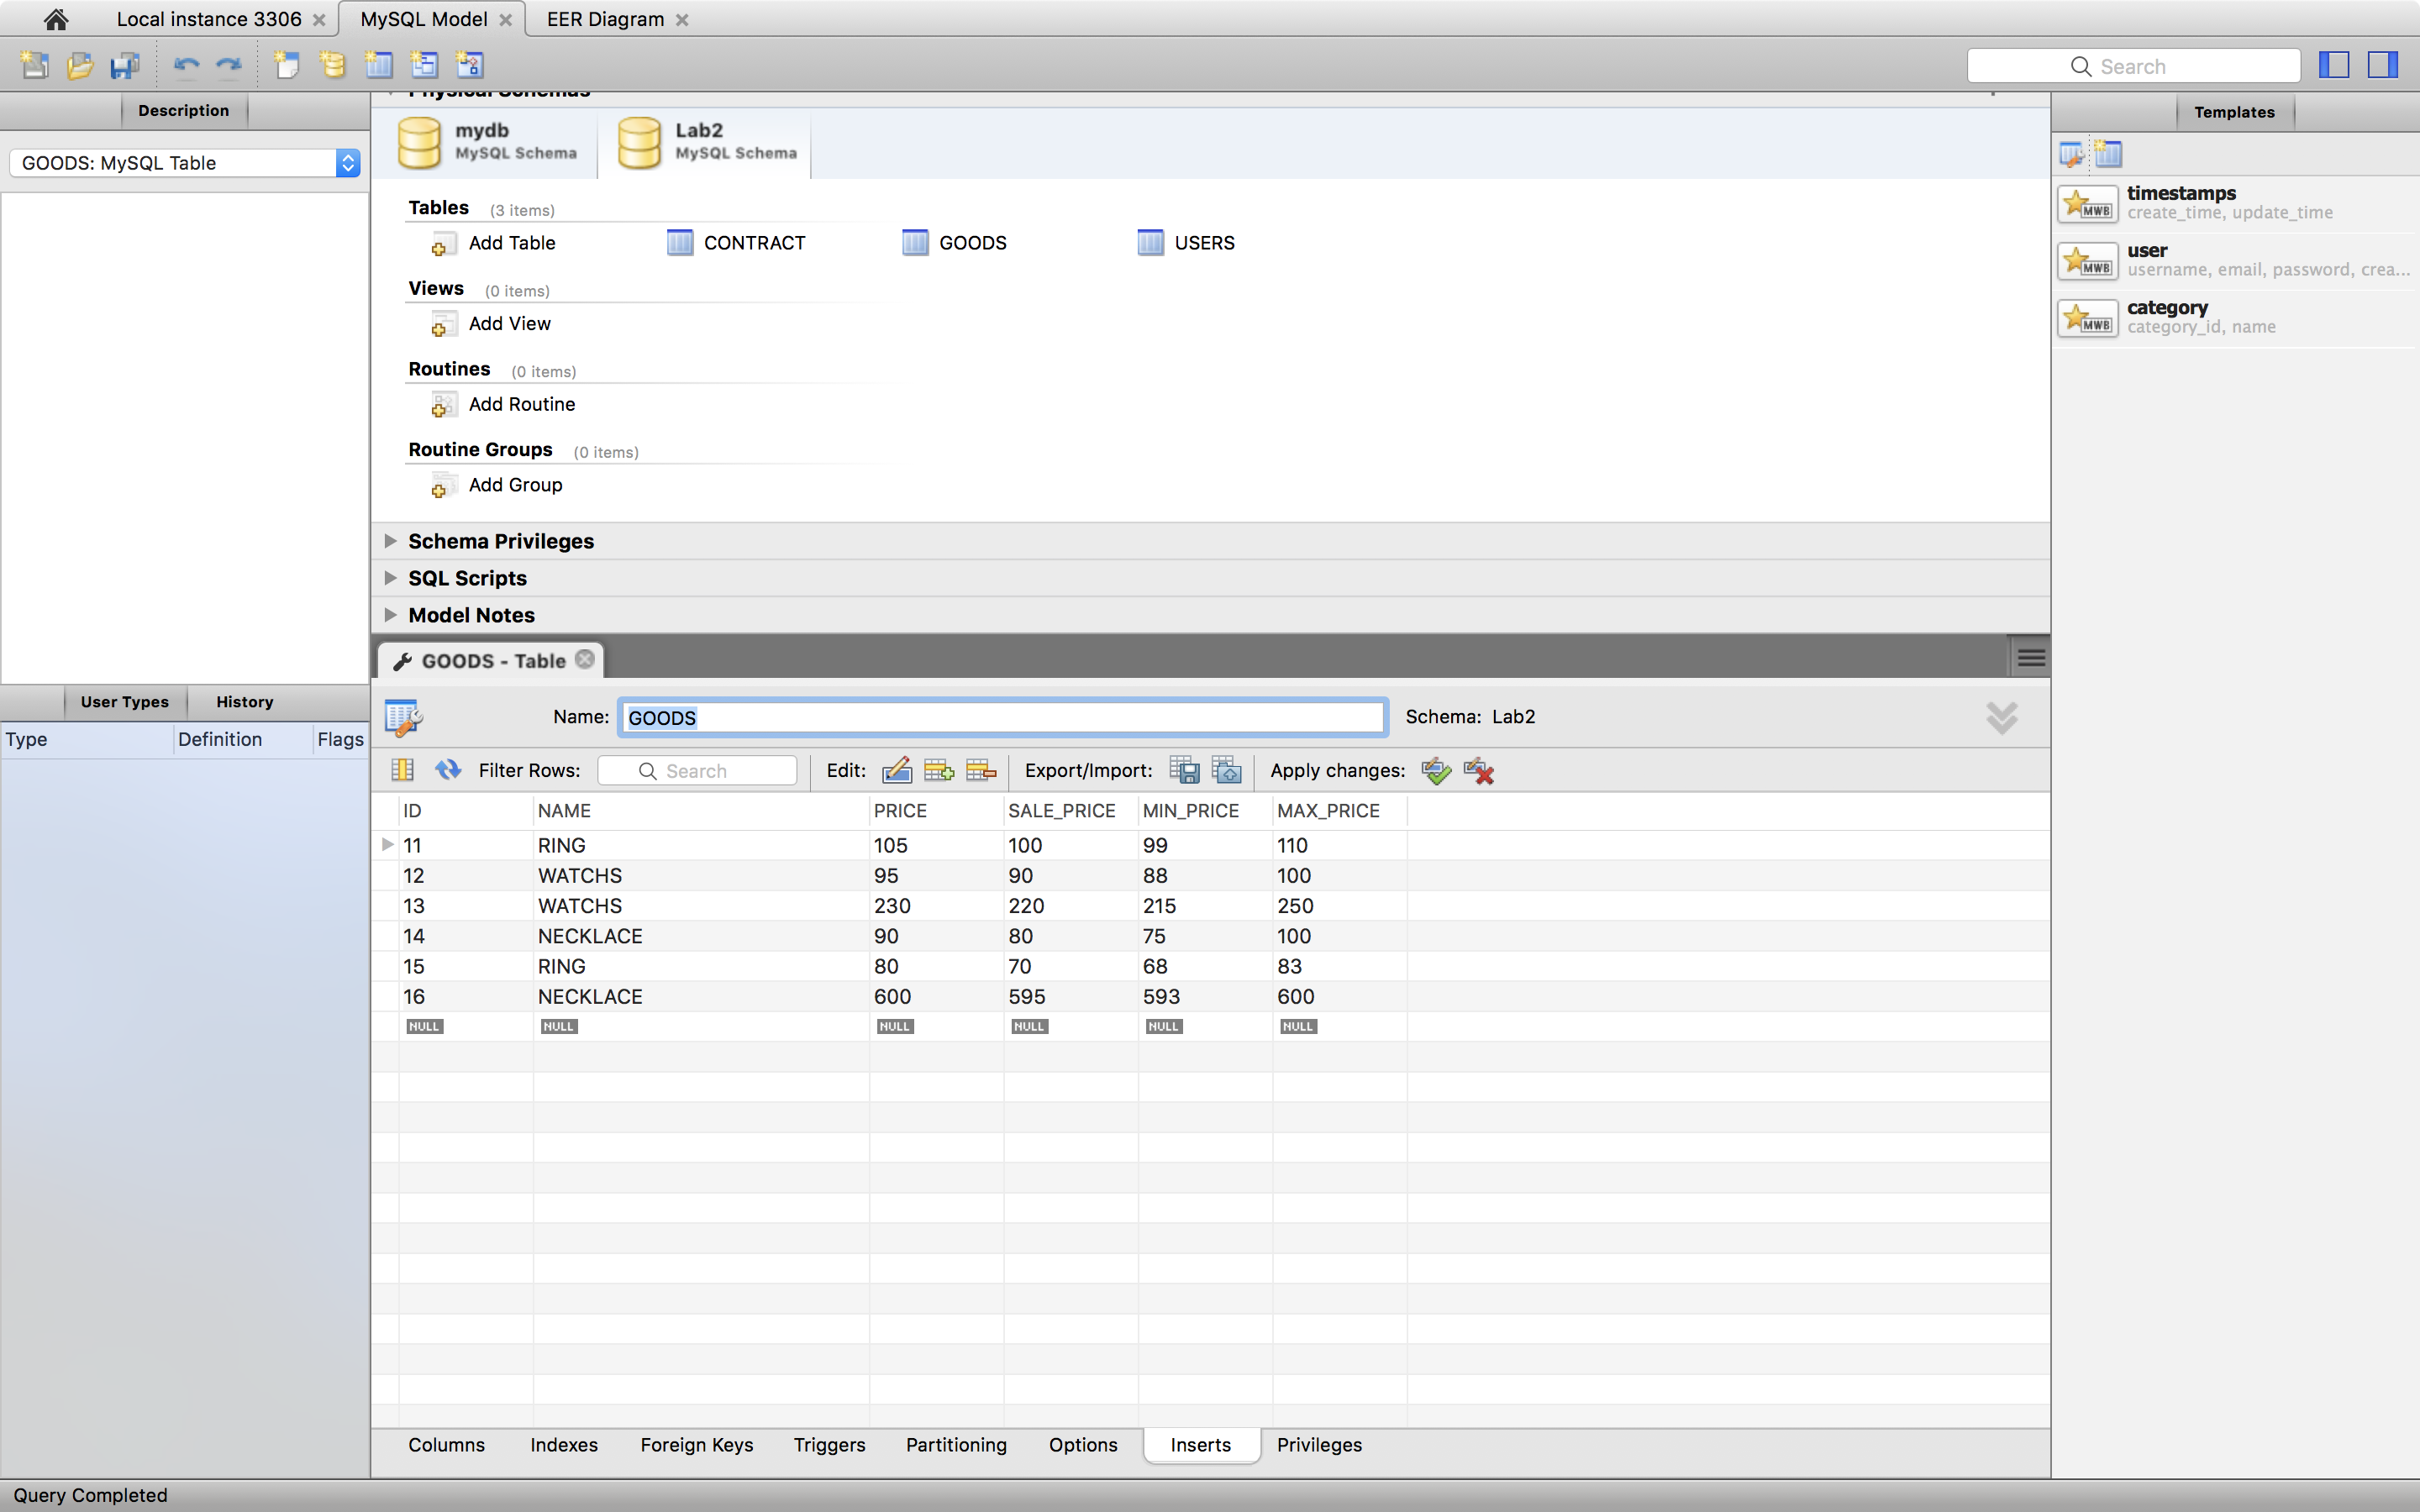 Local instance 3306
MySQL Model
EER Diagram
Search
Description
GOODS: MySQL Table
Physical Schemas
mydb
MySQL Schema
Lab2
MySQL Schema
Tables (3 items)
Add Table CONTRACT GOODS USERS
Views (0 items)
Add View
Routines (0 items)
Add Routine
Routine Groups (0 items)
Add Group
Schema Privileges
SQL Scripts
Model Notes
Templates
MWB timestamps
create_time, update_time
MWB user
username, email, password, crea...
MWB category
category_id, name
User Types History
Type Definition Flags
GOODS - Table
Name: GOODS Schema: Lab2
Filter Rows: Search Edit: Export/Import: Apply changes:
ID NAME PRICE SALE_PRICE MIN_PRICE MAX_PRICE
11 RING 105 100 99 110
12 WATCHS 95 90 88 100
13 WATCHS 230 220 215 250
14 NECKLACE 90 80 75 100
15 RING 80 70 68 83
16 NECKLACE 600 595 593 600
NULL NULL NULL NULL NULL NULL
Columns Indexes Foreign Keys Triggers Partitioning Options Inserts Privileges
Query Completed